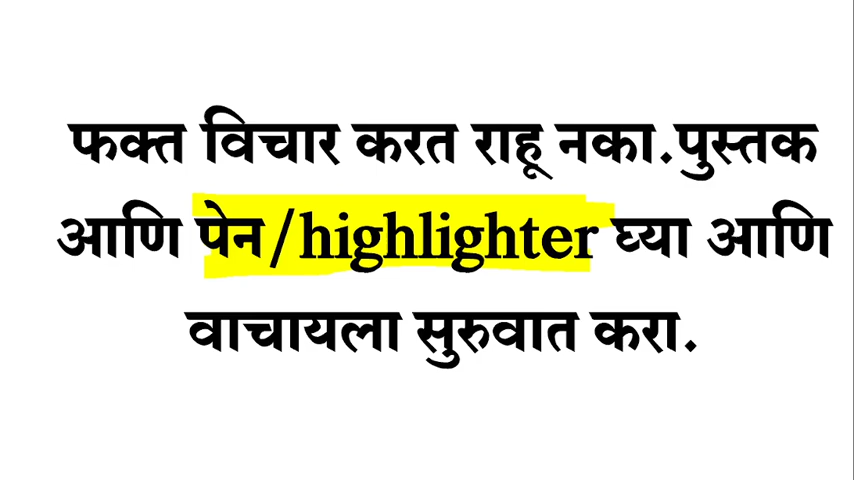 फक्त विचार करत राहू नका.पुस्तक
आणि पेन/highlighter घ्या आणि
वाचायला सुरुवात करा.